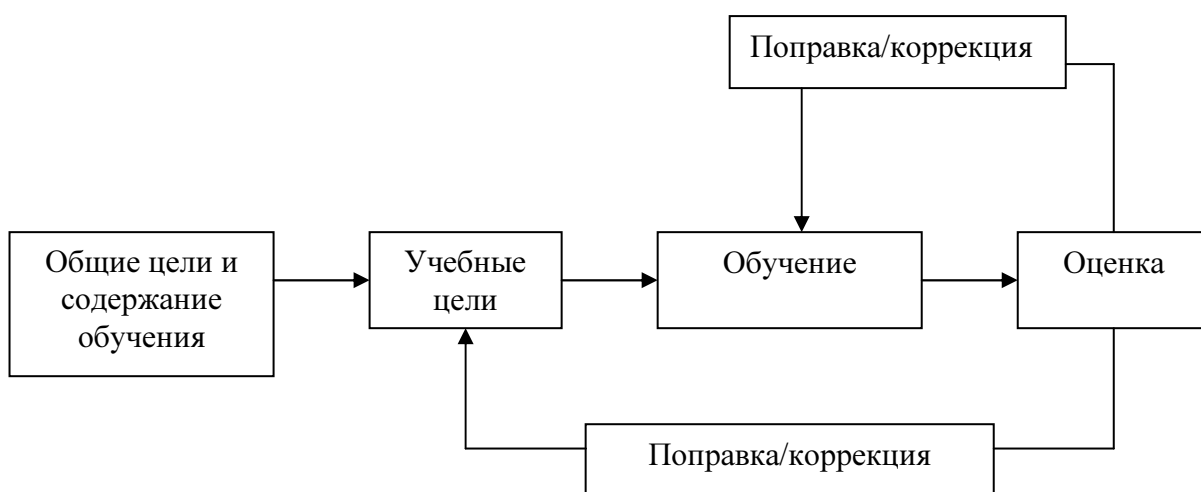 Поправка/коррекция
Общие цели и
содержание
обучения
Учебные
цели
Обучение
Оценка
Поправка/коррекция